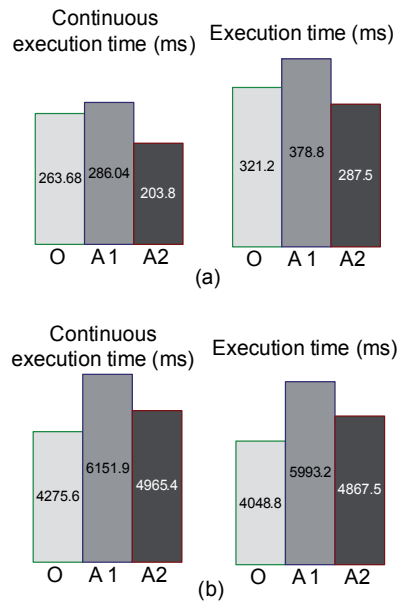 Continuous
execution time (ms)
Execution time (ms)
263.68
286.04
203.8
321.2
378.8
287.5
O A 1 A2
O A 1 A2
(a)
Continuous
execution time (ms)
Execution time (ms)
4275.6
6151.9
4965.4
4048.8
5993.2
4867.5
O A 1 A2
O A 1 A2
(b)